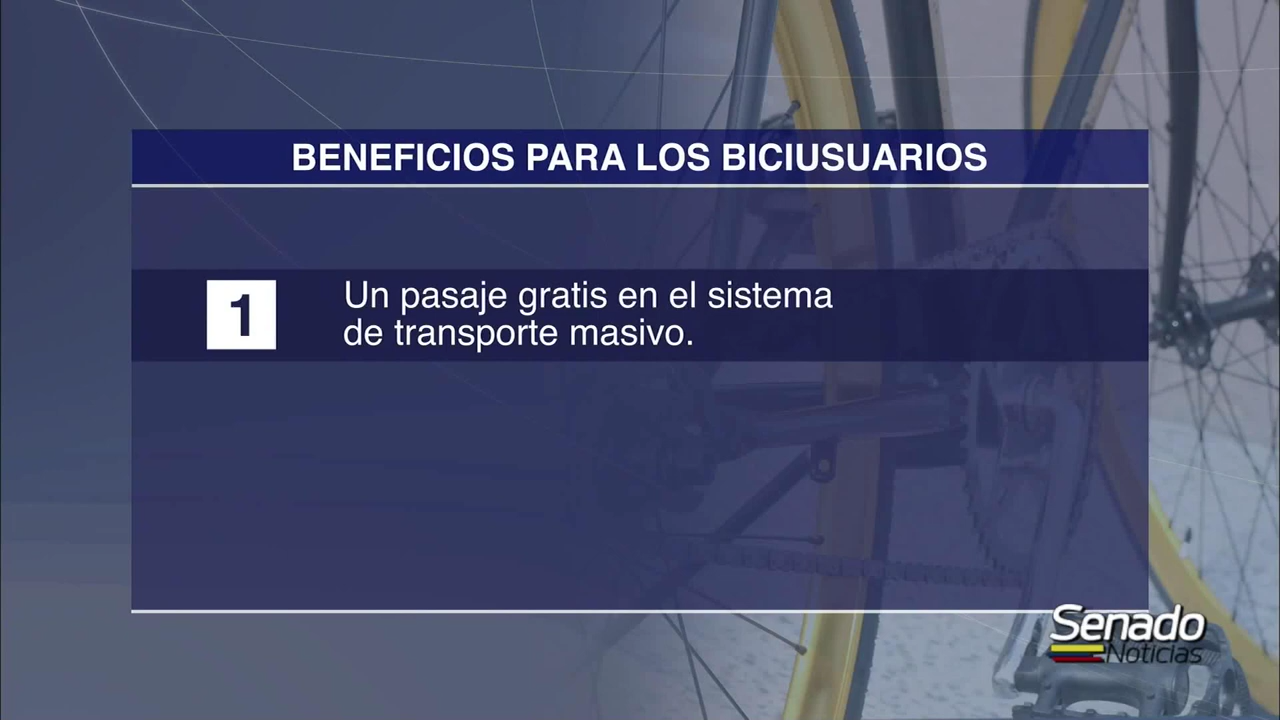 BENEFICIOS PARA LOS BICIUSUARIOS
1
Un pasaje gratis en el sistema
de transporte masivo.
Senado
Noticias